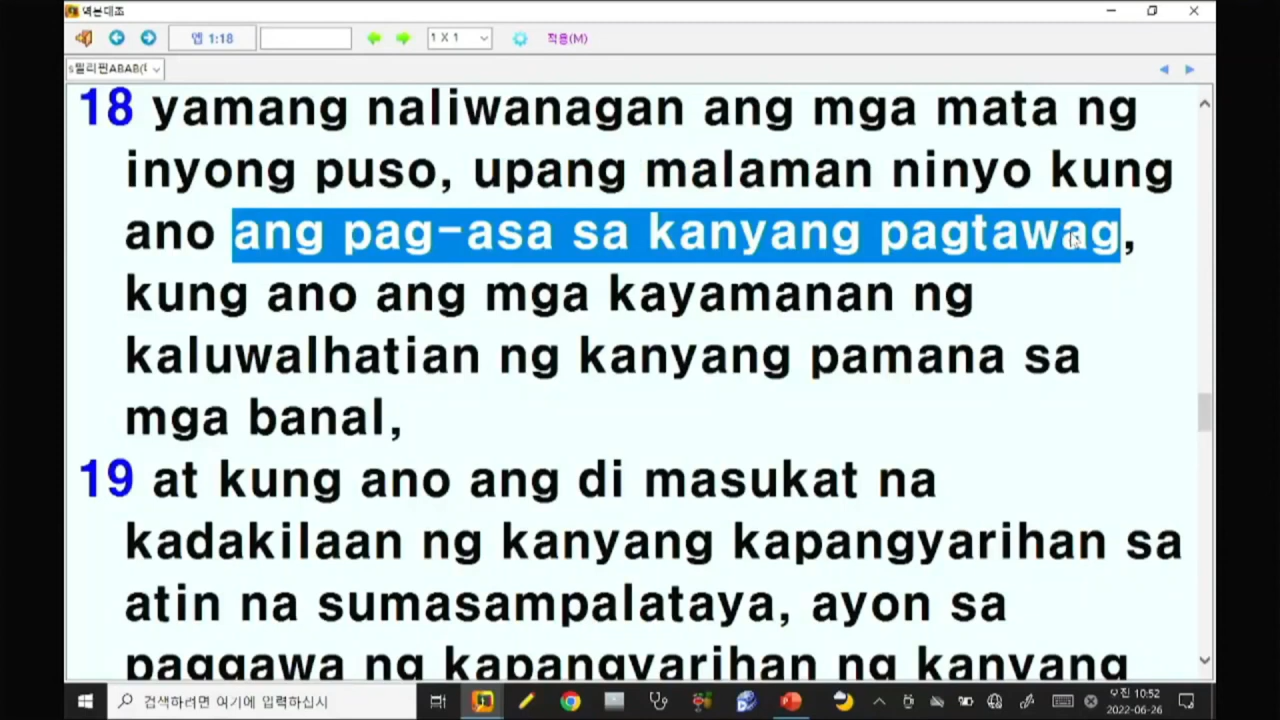 역본대조
엡 1:18
1 X 1
적용(M)
s필리핀ABAB(
18 yamang naliwanagan ang mga mata ng
inyong puso, upang malaman ninyo kung
ano ang pag-asa sa kanyang pagtawag,
kung ano ang mga kayamanan ng
kaluwalhatian ng kanyang pamana sa
mga banal,
19 at kung ano ang di masukat na
kadakilaan ng kanyang kapangyarihan sa
atin na sumasampalataya, ayon sa
paggawa ng kapangyarihan ng kanyang
검색하려면 여기에 입력하십시
오전 10:52
2022-06-26